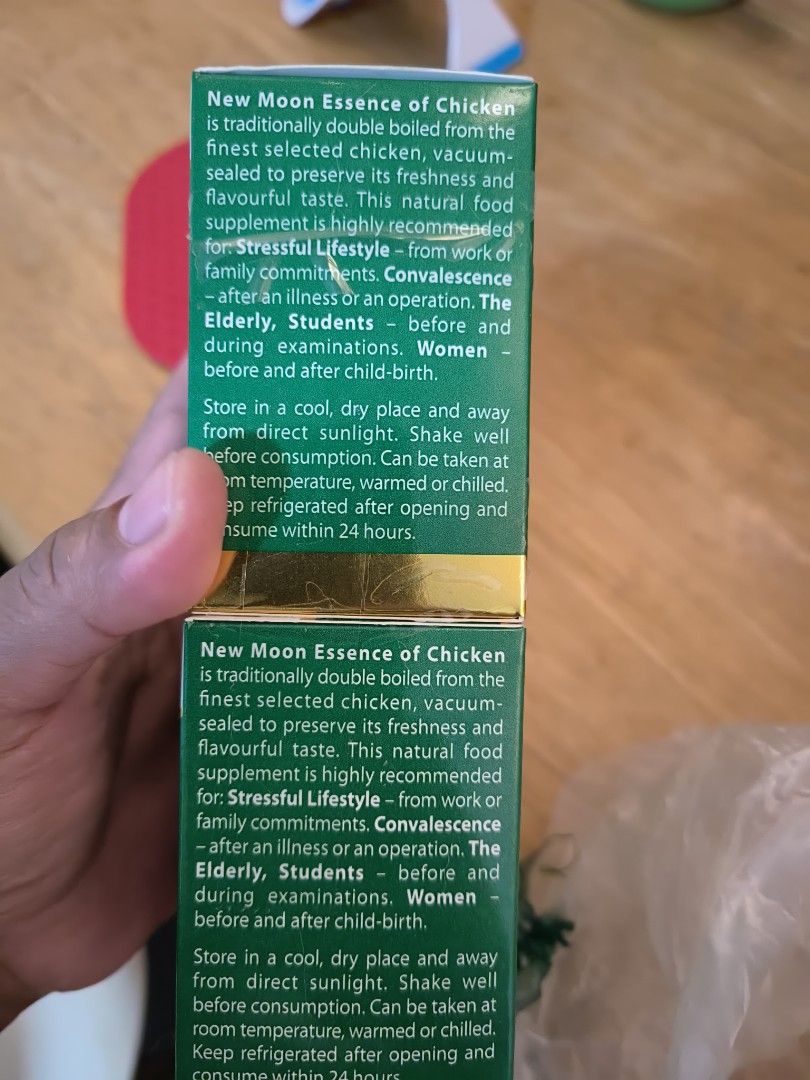 New Moon Essence of Chicken
is traditionally double boiled from the
finest selected chicken, vacuum-
sealed to preserve its freshness and
flavourful taste. This natural food
supplement is highly recommended
for: Stressful Lifestyle – from work or
family commitments. Convalescence
– after an illness or an operation. The
Elderly, Students – before and
during examinations. Women –
before and after child-birth.
Store in a cool, dry place and away
from direct sunlight. Shake well
before consumption. Can be taken at
temperature, warmed or chilled.
refrigerated after opening and
within 24 hours.
New Moon Essence of Chicken
is traditionally double boiled from the
finest selected chicken, vacuum-
sealed to preserve its freshness and
flavourful taste. This natural food
supplement is highly recommended
for: Stressful Lifestyle – from work or
family commitments. Convalescence
– after an illness or an operation. The
Elderly, Students – before and
during examinations. Women –
before and after child-birth.
Store in a cool, dry place and away
from direct sunlight. Shake well
before consumption. Can be taken at
room temperature, warmed or chilled.
Keep refrigerated after opening and
consume within 24 hours.